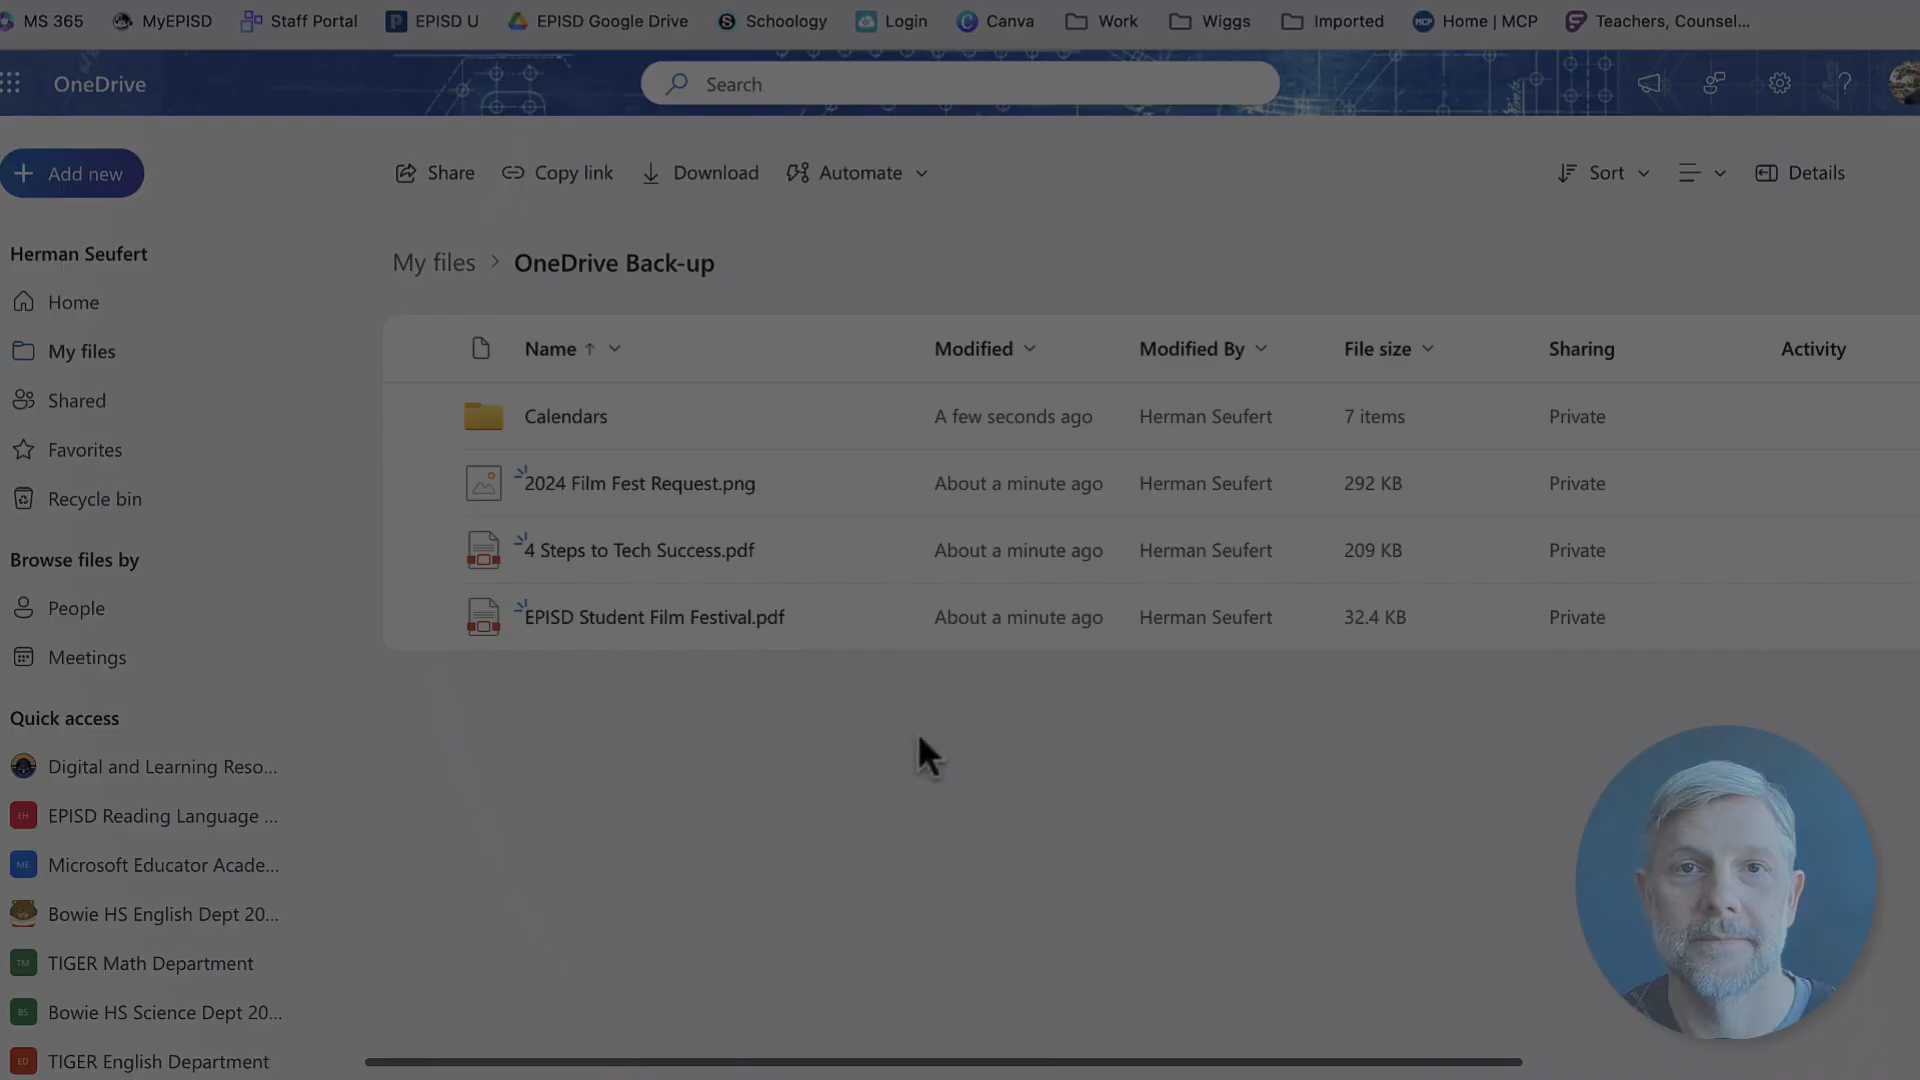 MS 365 MyEPISD Staff Portal EPISD U EPISD Google Drive Schoology Login Canva Work Wiggs Imported Home | MCP Teachers, Counsel...
OneDrive Search ?
+ Add new Share Copy link Download Automate Sort Details
Herman Seufert
My files > OneDrive Back-up
Home
My files
Shared
Favorites
Recycle bin
Browse files by
People
Meetings
Quick access
Digital and Learning Reso...
EH EPISD Reading Language ...
ME Microsoft Educator Acade...
Bowie HS English Dept 20...
TM TIGER Math Department
BS Bowie HS Science Dept 20...
ED TIGER English Department
Name ↑ Modified Modified By File size Sharing Activity
Calendars A few seconds ago Herman Seufert 7 items Private
2024 Film Fest Request.png About a minute ago Herman Seufert 292 KB Private
4 Steps to Tech Success.pdf About a minute ago Herman Seufert 209 KB Private
EPISD Student Film Festival.pdf About a minute ago Herman Seufert 32.4 KB Private